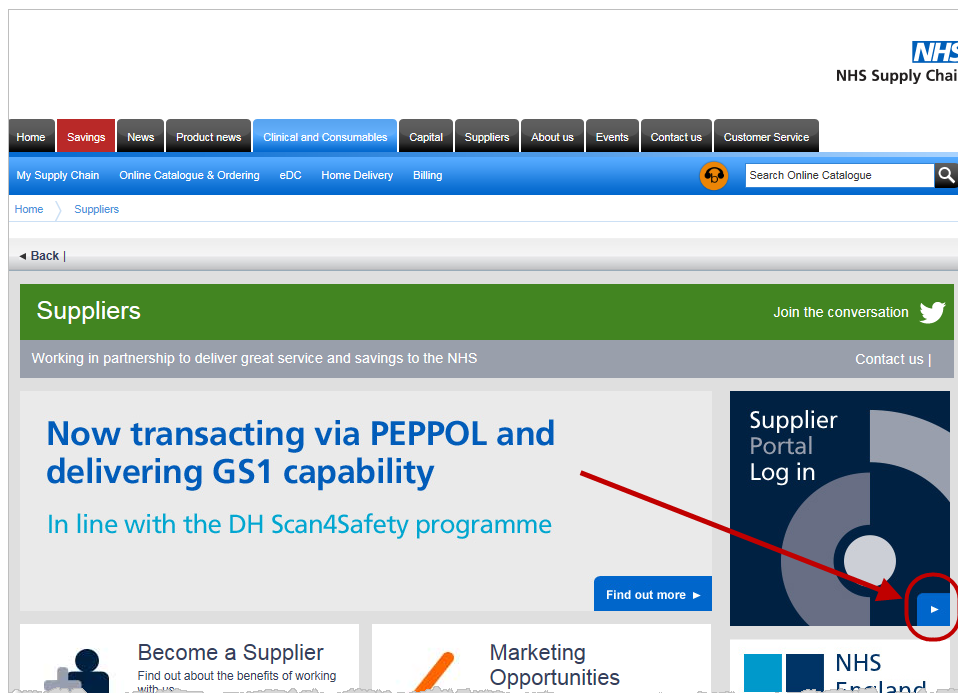 NHS
NHS Supply Chai
Home Savings News Product news Clinical and Consumables Capital Suppliers About us Events Contact us Customer Service
My Supply Chain Online Catalogue & Ordering eDC Home Delivery Billing Search Online Catalogue
Home Suppliers
◄ Back |
Suppliers
Join the conversation
Working in partnership to deliver great service and savings to the NHS
Contact us |
Now transacting via PEPPOL and
delivering GS1 capability
In line with the DH Scan4Safety programme
Find out more ►
Supplier
Portal
Log in
Become a Supplier
Find out about the benefits of working
with us
Marketing
Opportunities
NHS
England